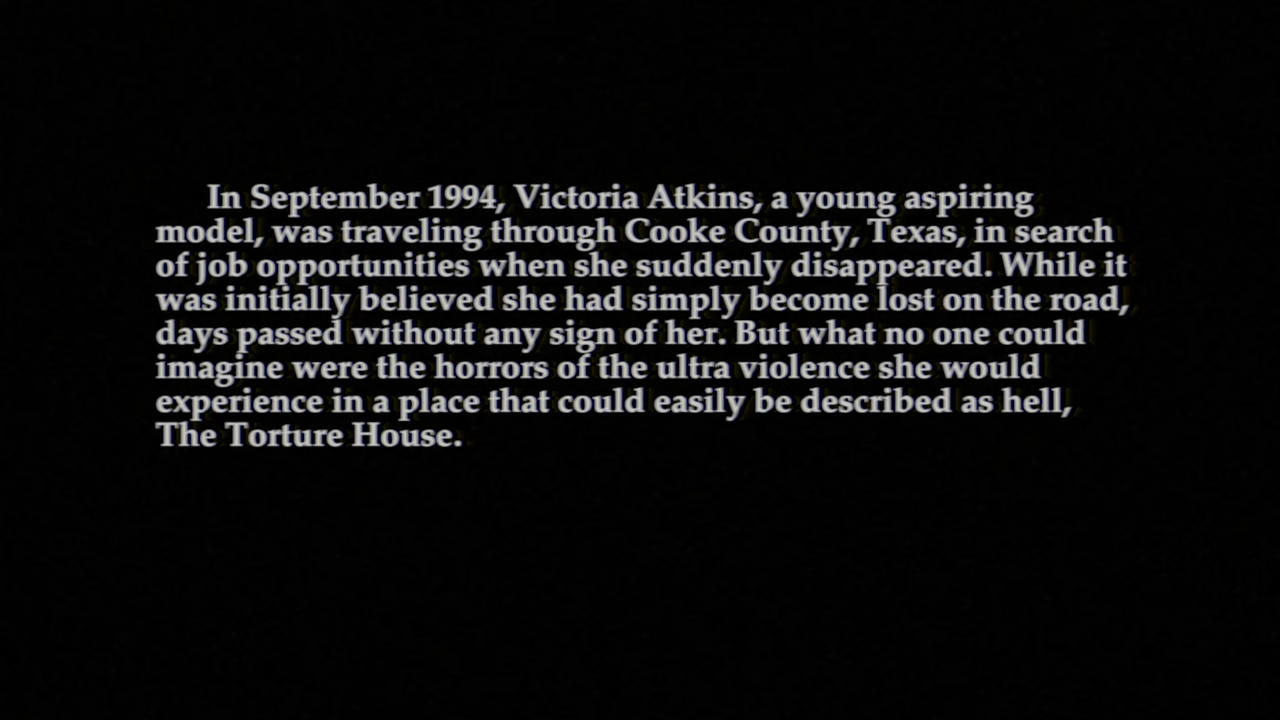 In September 1994, Victoria Atkins, a young aspiring
model, was traveling through Cooke County, Texas, in search
of job opportunities when she suddenly disappeared. While it
was initially believed she had simply become lost on the road,
days passed without any sign of her. But what no one could
imagine were the horrors of the ultra violence she would
experience in a place that could easily be described as hell,
The Torture House.